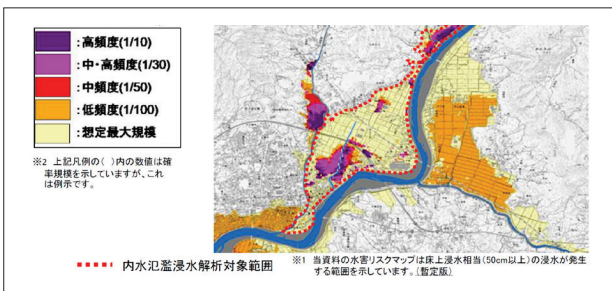 ：高頻度(1/10)
：中・高頻度(1/30)
：中頻度(1/50)
：低頻度(1/100)
：想定最大規模
※2 上記凡例の( )内の数値は確
率規模を示していますが、これ
は例示です。
内水氾濫浸水解析対象範囲
※1 当資料の水害リスクマップは床上浸水相当(50cm以上)の浸水が発生
する範囲を示しています。(暫定版)